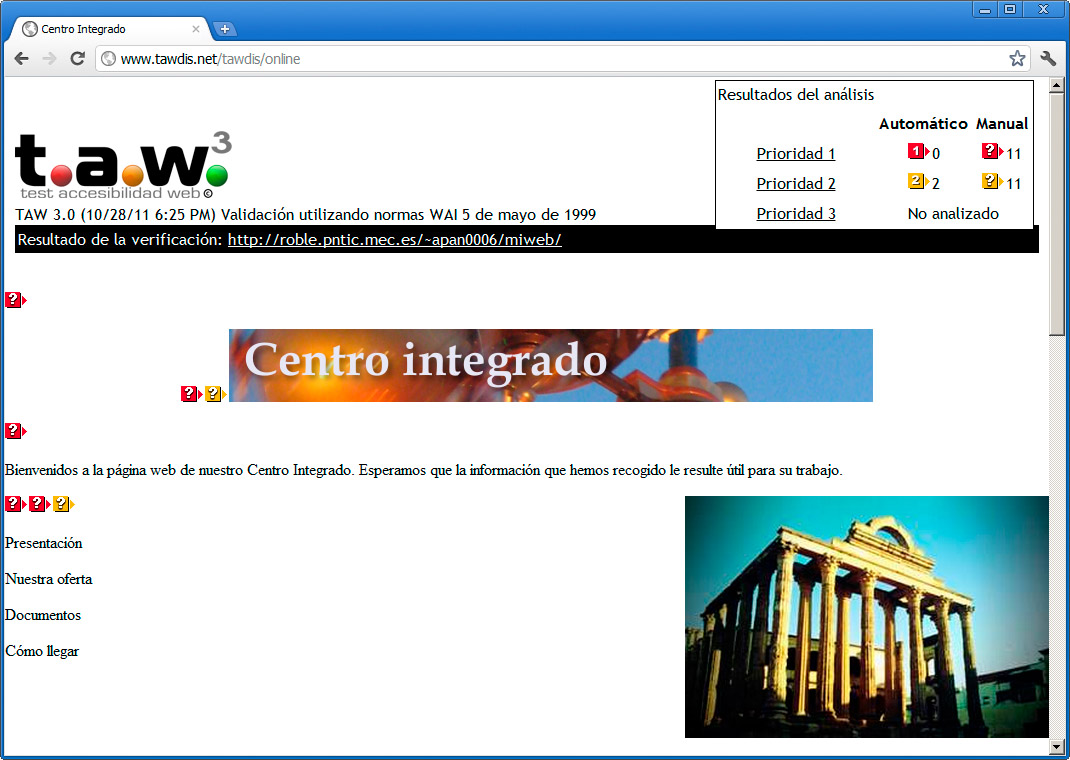 Centro Integrado
www.tawdis.net/tawdis/online
Resultados del análisis
Automático Manual
Prioridad 1 1 0 ? 11
Prioridad 2 2 2 ? 11
Prioridad 3 No analizado
t.a.w.3
test accesibilidad web ©
TAW 3.0 (10/28/11 6:25 PM) Validación utilizando normas WAI 5 de mayo de 1999
Resultado de la verificación: http://roble.pntic.mec.es/~apan0006/miweb/
?
Centro integrado
? ?
?
Bienvenidos a la página web de nuestro Centro Integrado. Esperamos que la información que hemos recogido le resulte útil para su trabajo.
? ? ?
Presentación
Nuestra oferta
Documentos
Cómo llegar